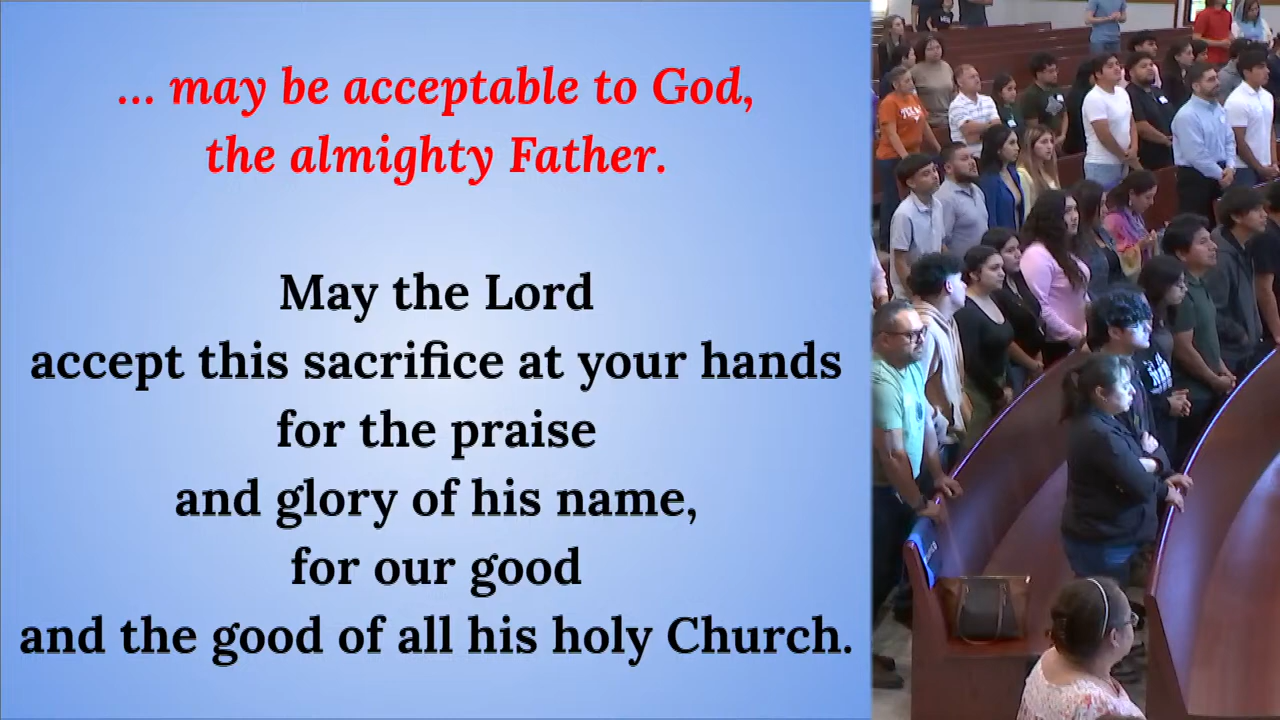 ... may be acceptable to God,
the almighty Father.
May the Lord
accept this sacrifice at your hands
for the praise
and glory of his name,
for our good
and the good of all his holy Church.